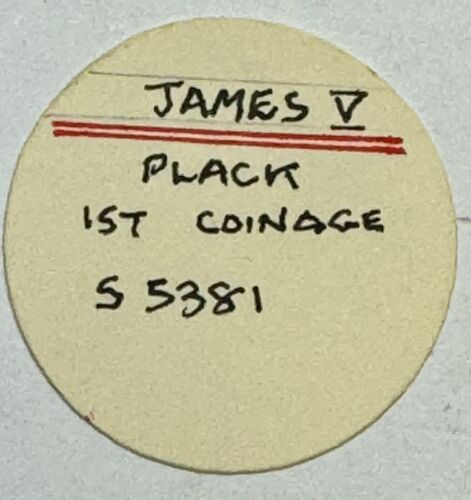 JAMES V
PLACK
1ST COINAGE
S 5381